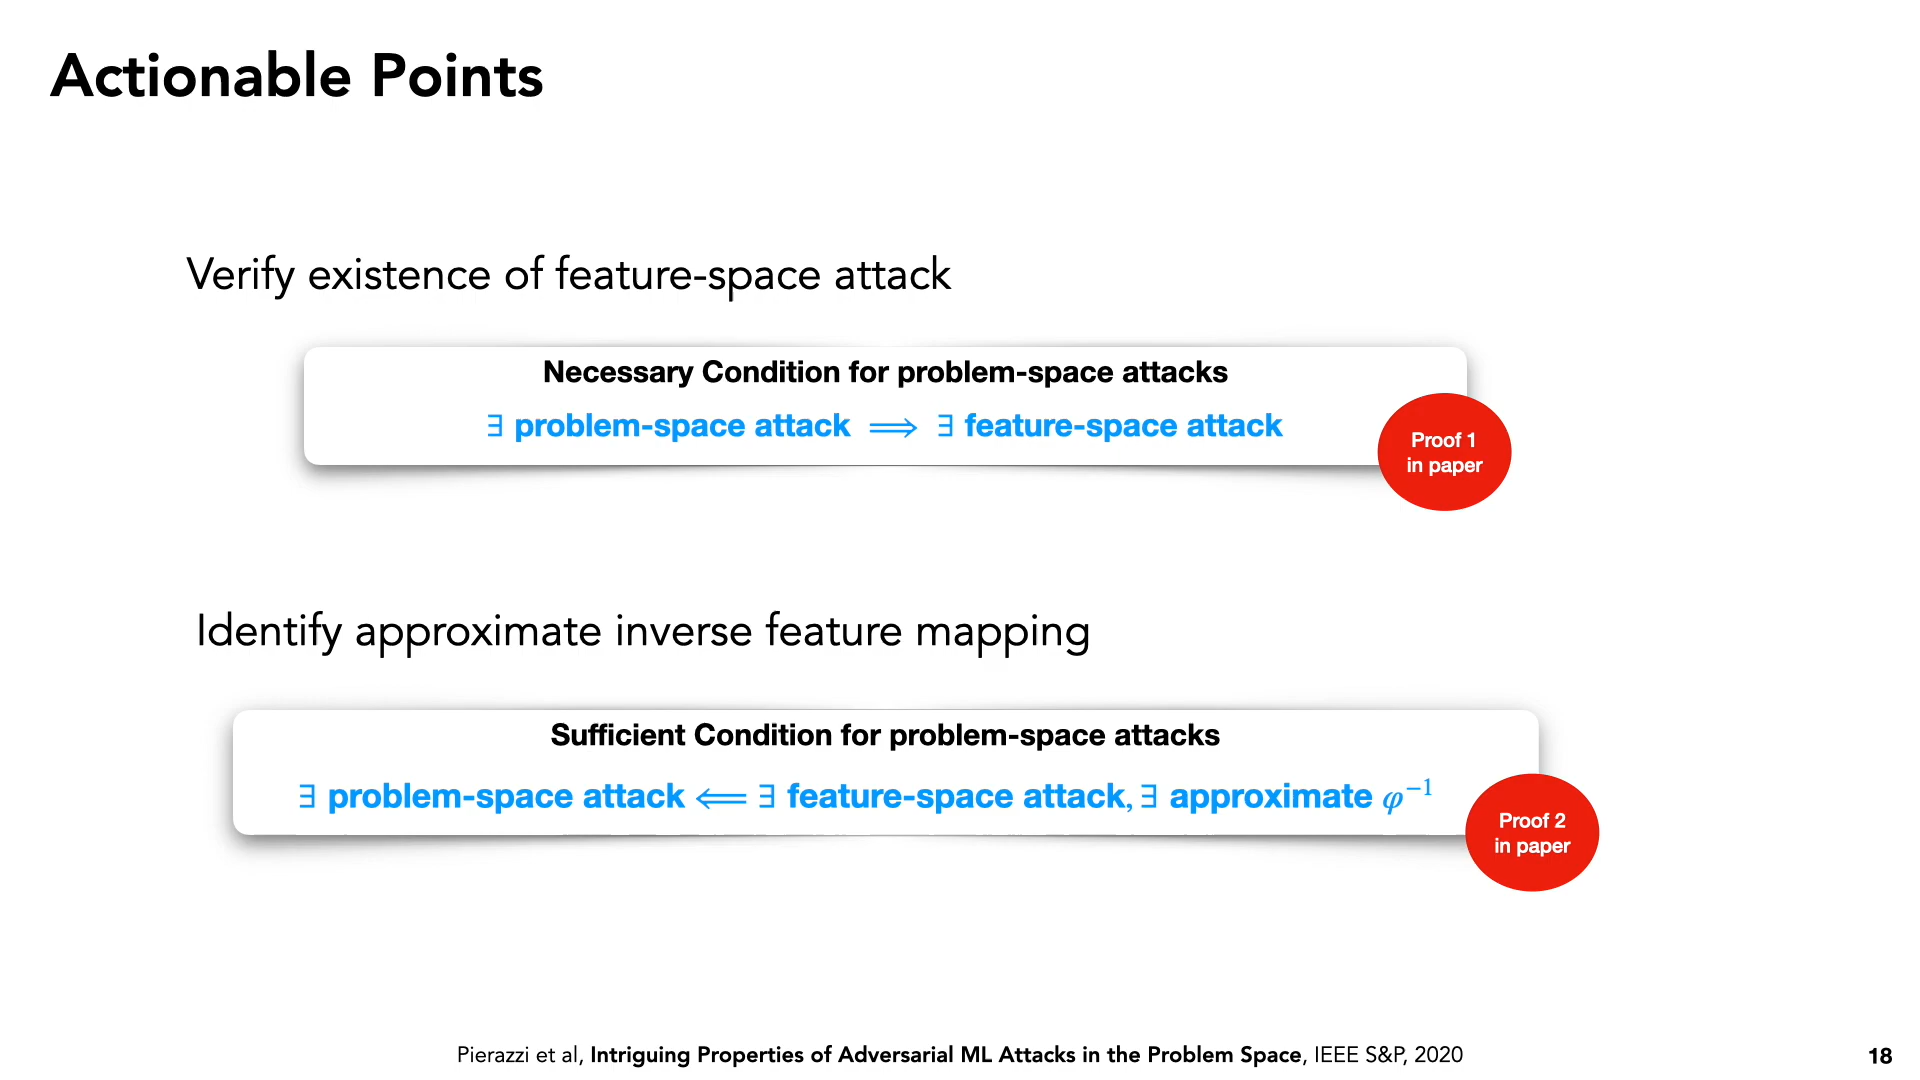 Actionable Points
Verify existence of feature-space attack
Necessary Condition for problem-space attacks
∃ problem-space attack ⟹ ∃ feature-space attack
Proof 1
in paper
Identify approximate inverse feature mapping
Sufficient Condition for problem-space attacks
∃ problem-space attack ⟸ ∃ feature-space attack, ∃ approximate φ⁻¹
Proof 2
in paper
Pierazzi et al, Intriguing Properties of Adversarial ML Attacks in the Problem Space, IEEE S&P, 2020
18